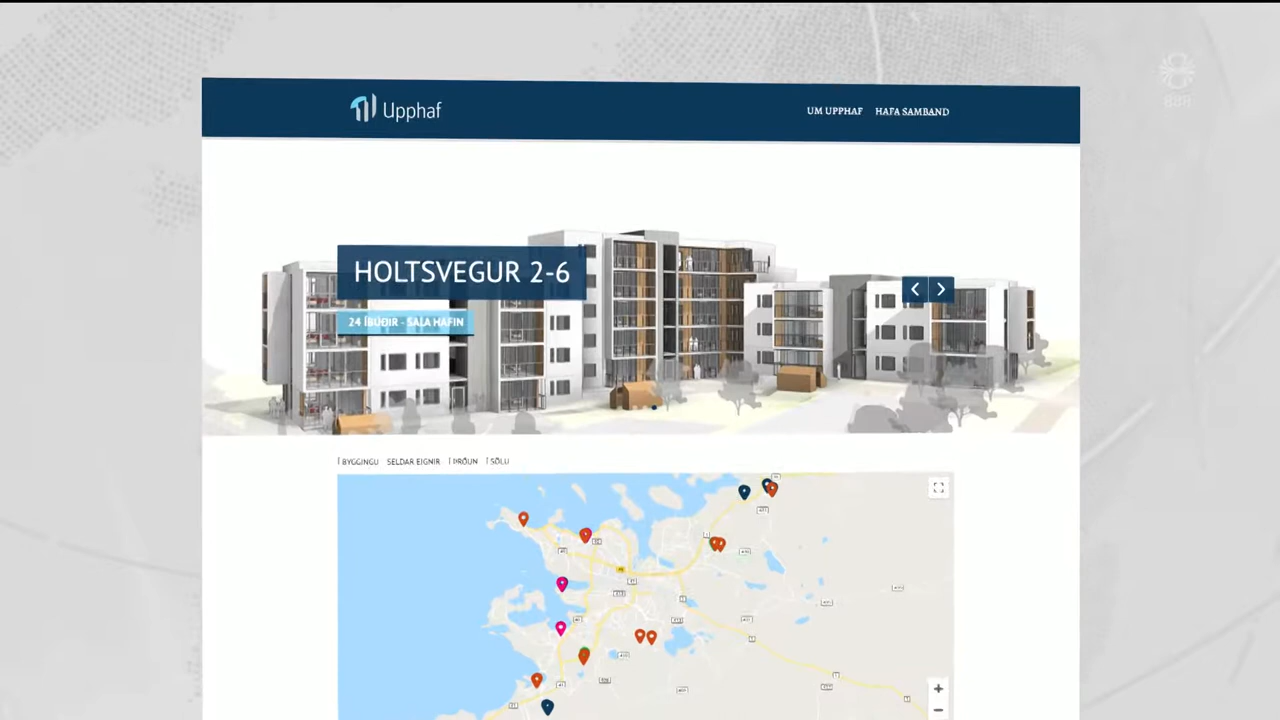 Upphaf
UM UPPHAF HAFA SAMBAND
HOLTSVEGUR 2-6
24 ÍBÚÐIR - SALA HAFIN
Í BYGGINGU SELDAR EIGNIR Í ÞRÓUN Í SÖLU